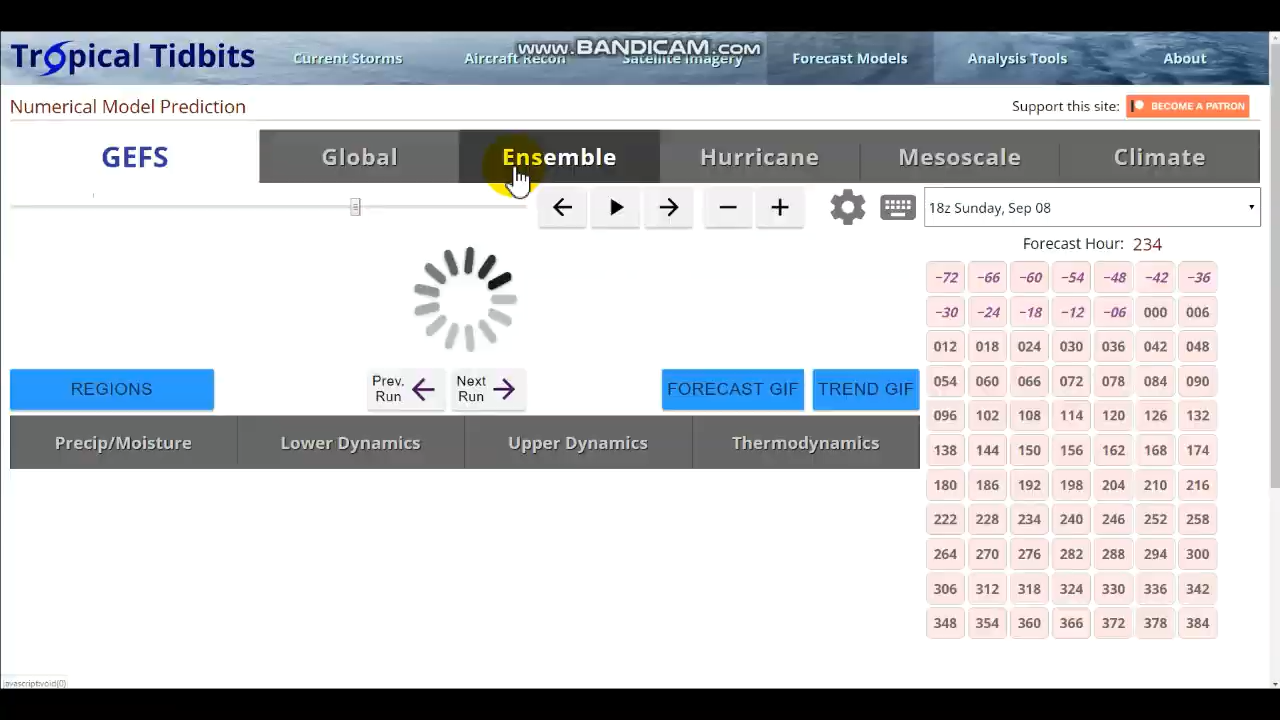 www.BANDICAM.com
Tropical Tidbits
Current Storms
Aircraft Recon
Satellite Imagery
Forecast Models
Analysis Tools
About
Numerical Model Prediction
Support this site:
BECOME A PATRON
GEFS
Global
Ensemble
Hurricane
Mesoscale
Climate
18z Sunday, Sep 08
Forecast Hour: 234
−72 −66 −60 −54 −48 −42 −36
−30 −24 −18 −12 −06 000 006
012 018 024 030 036 042 048
054 060 066 072 078 084 090
096 102 108 114 120 126 132
138 144 150 156 162 168 174
180 186 192 198 204 210 216
222 228 234 240 246 252 258
264 270 276 282 288 294 300
306 312 318 324 330 336 342
348 354 360 366 372 378 384
REGIONS
Prev.
Run
Next
Run
FORECAST GIF
TREND GIF
Precip/Moisture
Lower Dynamics
Upper Dynamics
Thermodynamics
javascript:void(0)